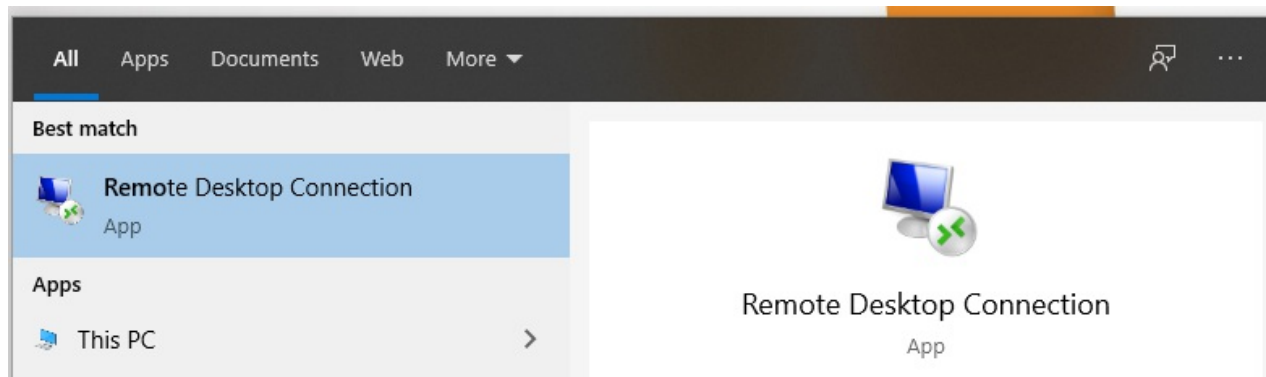 All Apps Documents Web More
Best match
Remote Desktop Connection
App
Apps
This PC
Remote Desktop Connection
App